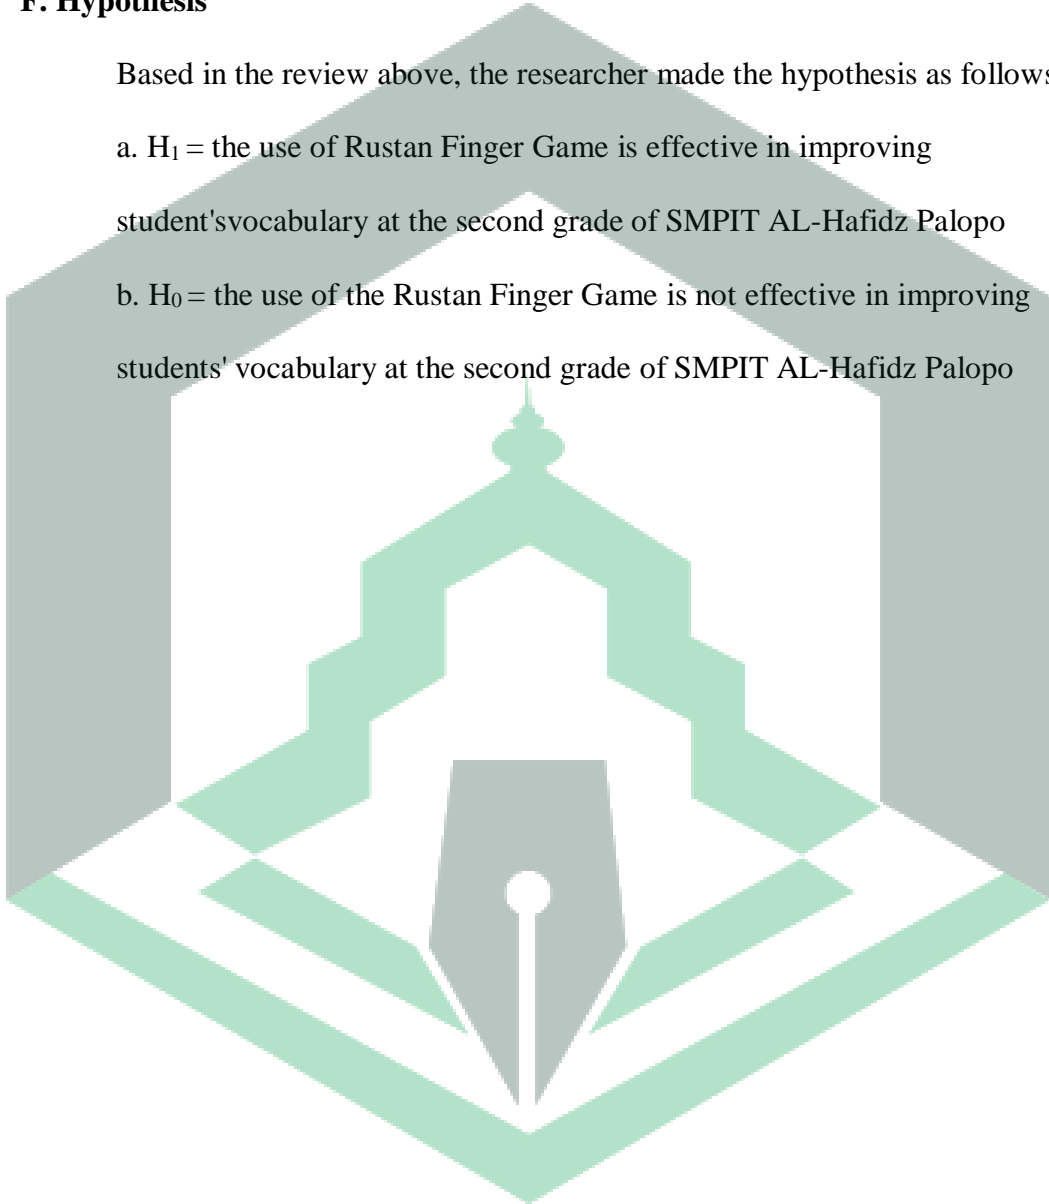 F. Hypothesis
Based in the review above, the researcher made the hypothesis as follows
a. H₁ = the use of Rustan Finger Game is effective in improving
student'svocabulary at the second grade of SMPIT AL-Hafidz Palopo
b. H₀ = the use of the Rustan Finger Game is not effective in improving
students' vocabulary at the second grade of SMPIT AL-Hafidz Palopo